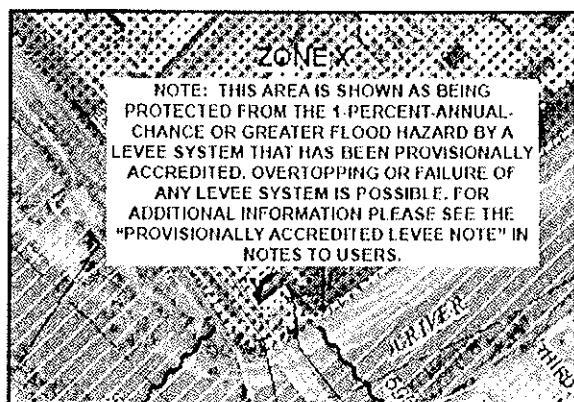 ZONE X
NOTE: THIS AREA IS SHOWN AS BEING
PROTECTED FROM THE 1-PERCENT-ANNUAL-
CHANCE OR GREATER FLOOD HAZARD BY A
LEVEE SYSTEM THAT HAS BEEN PROVISIONALLY
ACCREDITED. OVERTOPPING OR FAILURE OF
ANY LEVEE SYSTEM IS POSSIBLE. FOR
ADDITIONAL INFORMATION PLEASE SEE THE
"PROVISIONALLY ACCREDITED LEVEE NOTE" IN
NOTES TO USERS.
RIVER
THIRD